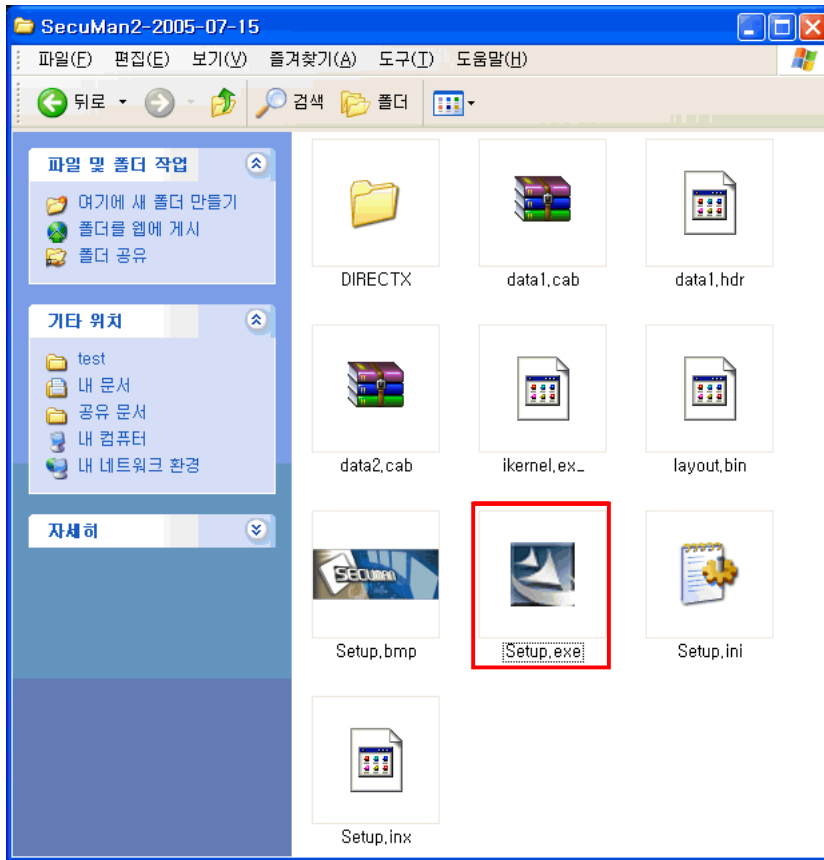 SecuMan2-2005-07-15
파일(F) 편집(E) 보기(V) 즐겨찾기(A) 도구(T) 도움말(H)
뒤로 검색 폴더
파일 및 폴더 작업
여기에 새 폴더 만들기
폴더를 웹에 게시
폴더 공유
기타 위치
test
내 문서
공유 문서
내 컴퓨터
내 네트워크 환경
자세히
DIRECTX
data1,cab
data1,hdr
data2,cab
ikernel,ex_
layout,bin
SECUMAN
Setup,bmp
Setup,exe
Setup,ini
Setup,inx